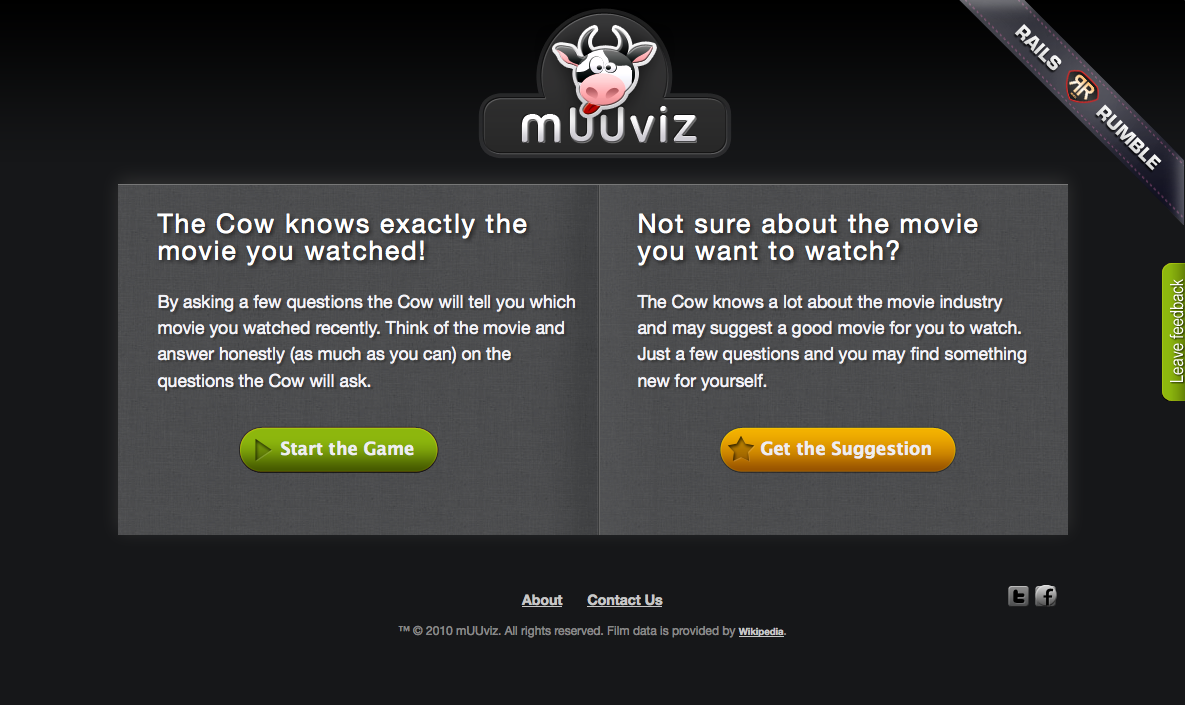 mUUviz
RAILS RR RUMBLE
The Cow knows exactly the
movie you watched!
By asking a few questions the Cow will tell you which
movie you watched recently. Think of the movie and
answer honestly (as much as you can) on the
questions the Cow will ask.
Start the Game
Not sure about the movie
you want to watch?
The Cow knows a lot about the movie industry
and may suggest a good movie for you to watch.
Just a few questions and you may find something
new for yourself.
Get the Suggestion
Leave feedback
About Contact Us
™ © 2010 mUUviz. All rights reserved. Film data is provided by Wikipedia.